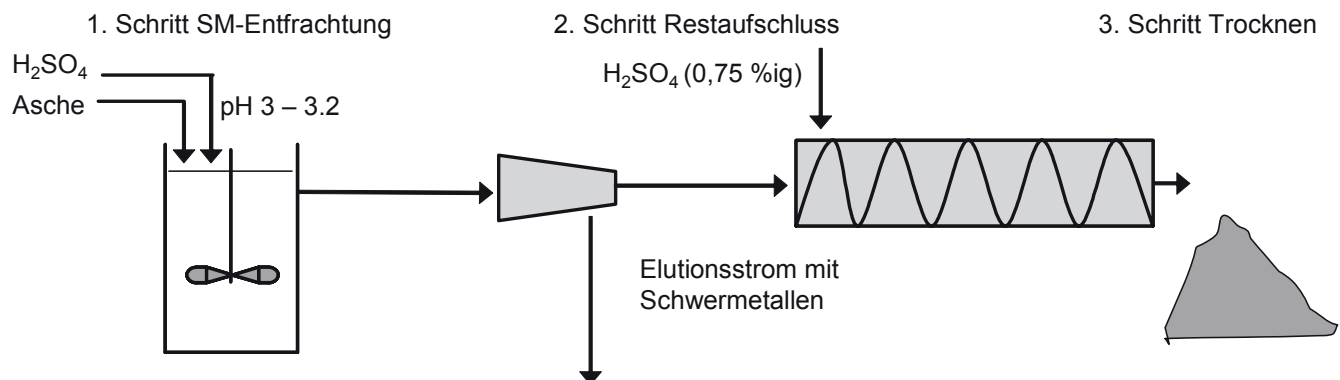 1. Schritt SM-Entfrachtung
2. Schritt Restaufschluss
3. Schritt Trocknen
H₂SO₄
Asche
pH 3 – 3.2
H₂SO₄ (0,75 %ig)
Elutionsstrom mit
Schwermetallen